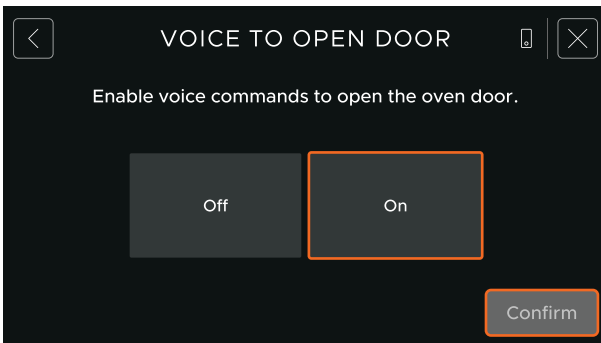 VOICE TO OPEN DOOR
Enable voice commands to open the oven door.
Off
On
Confirm